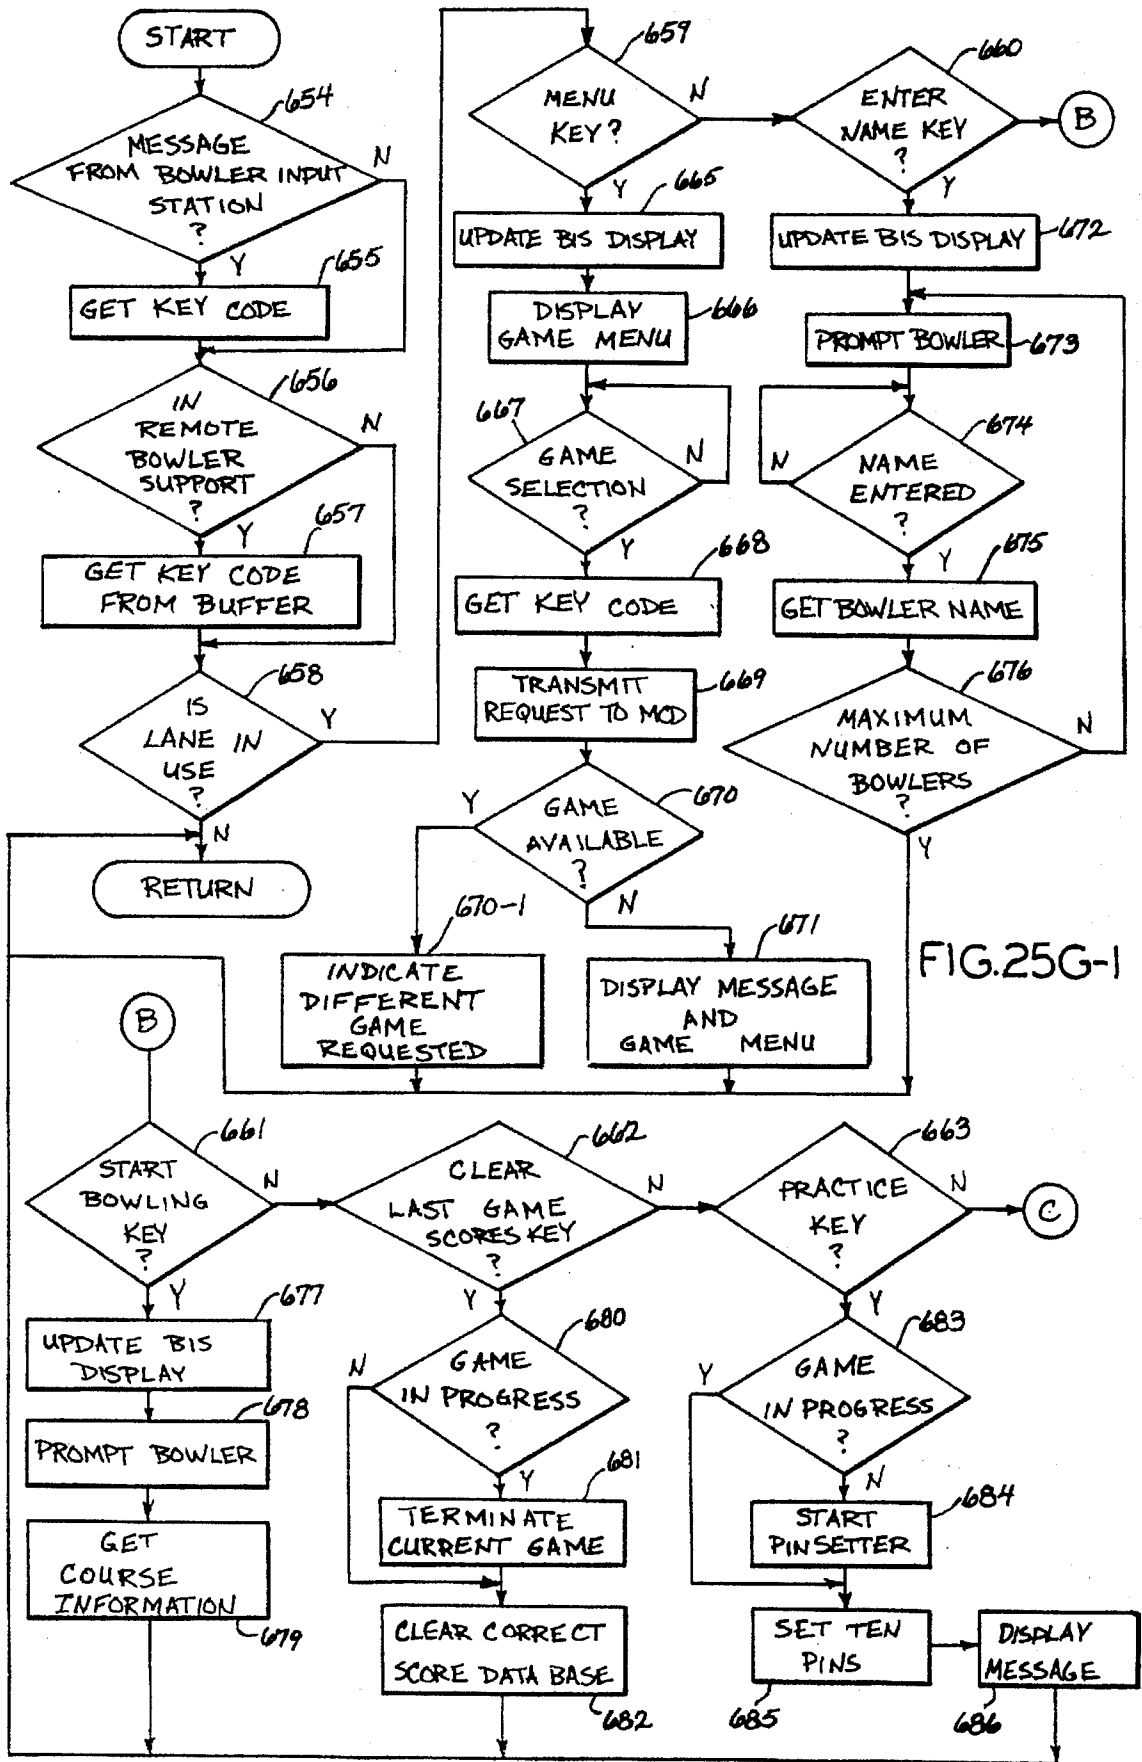 START
654
MESSAGE
FROM BOWLER INPUT
STATION
?
N
Y
655
GET KEY CODE
656
IN
REMOTE
BOWLER
SUPPORT
?
N
Y
657
GET KEY CODE
FROM BUFFER
658
IS
LANE IN
USE
?
Y
N
RETURN
659
MENU
KEY?
N
Y
665
UPDATE BIS DISPLAY
DISPLAY
GAME MENU
666
667
GAME
SELECTION
?
N
Y
668
GET KEY CODE
TRANSMIT
REQUEST TO MCD
669
670
GAME
AVAILABLE
?
Y
N
670-1
INDICATE
DIFFERENT
GAME
REQUESTED
671
DISPLAY MESSAGE
AND
GAME MENU
660
ENTER
NAME KEY
?
B
Y
UPDATE BIS DISPLAY
672
PROMPT BOWLER
673
674
NAME
ENTERED
?
N
Y
675
GET BOWLER NAME
676
MAXIMUM
NUMBER OF
BOWLERS
?
N
Y
FIG.25G-1
B
661
START
BOWLING
KEY
?
N
Y
677
UPDATE BIS
DISPLAY
678
PROMPT BOWLER
GET
COURSE
INFORMATION
679
662
CLEAR
LAST GAME
SCORES KEY
?
N
Y
680
GAME
IN PROGRESS
?
N
Y
681
TERMINATE
CURRENT GAME
CLEAR CORRECT
SCORE DATA BASE
682
663
PRACTICE
KEY
?
N
C
Y
683
GAME
IN PROGRESS
?
Y
N
684
START
PINSETTER
SET TEN
PINS
685
DISPLAY
MESSAGE
686